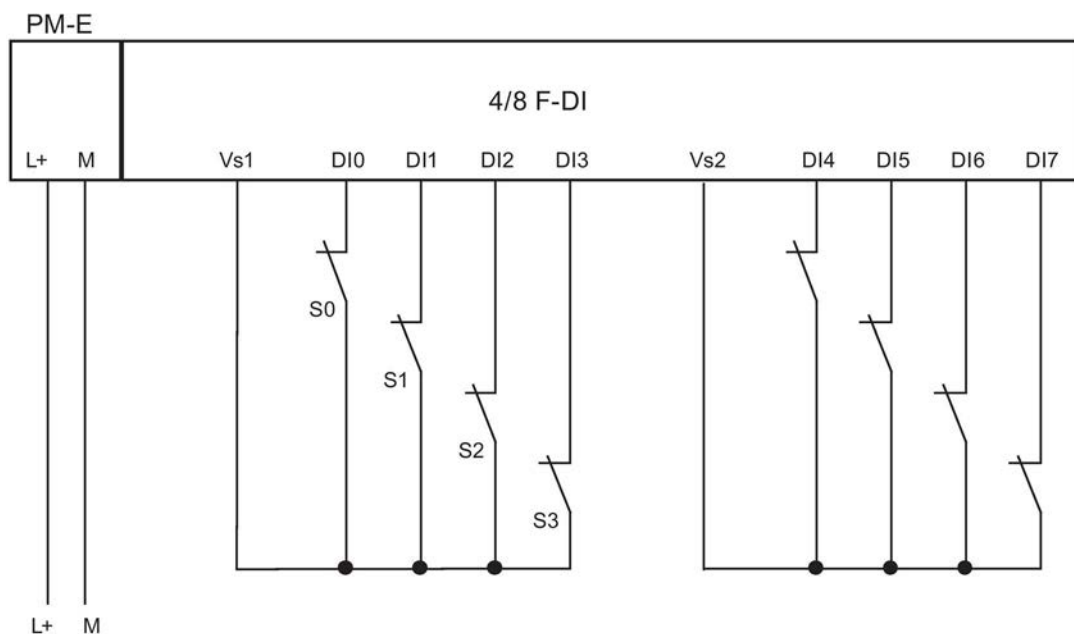 PM-E
4/8 F-DI
L+ M Vs1 DI0 DI1 DI2 DI3 Vs2 DI4 DI5 DI6 DI7
S0
S1
S2
S3
L+ M